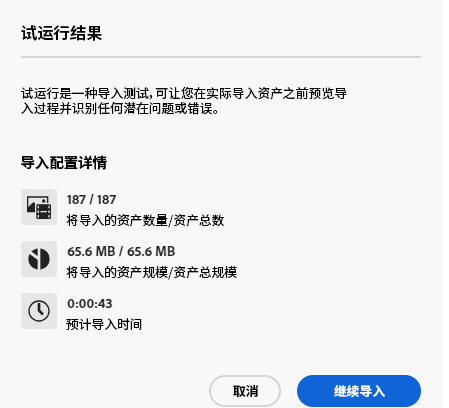 试运行结果
试运行是一种导入测试, 可让您在实际导入资产之前预览导
入过程并识别任何潜在问题或错误。
导入配置详情
187 / 187
将导入的资产数量/资产总数
65.6 MB / 65.6 MB
将导入的资产规模/资产总规模
0:00:43
预计导入时间
取消
继续导入